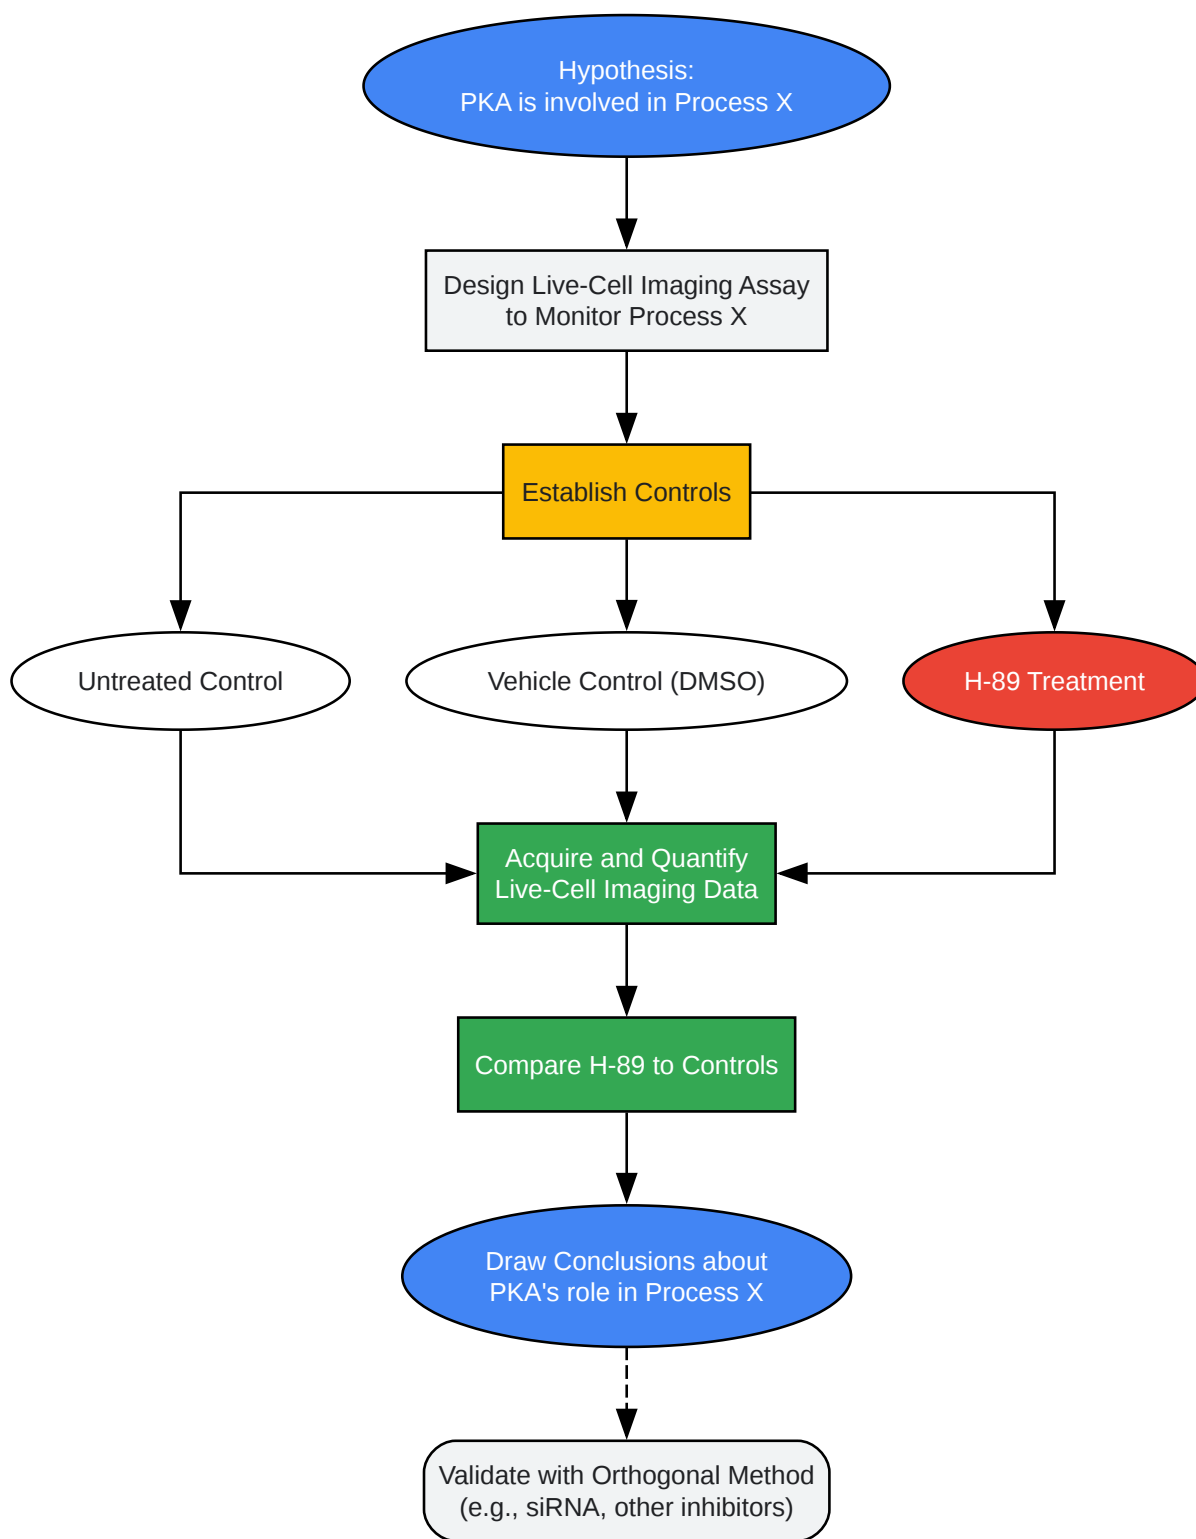 Hypothesis:
PKA is involved in Process X
Design Live-Cell Imaging Assay
to Monitor Process X
Establish Controls
Untreated Control
Vehicle Control (DMSO)
H-89 Treatment
Acquire and Quantify
Live-Cell Imaging Data
Compare H-89 to Controls
Draw Conclusions about
PKA's role in Process X
Validate with Orthogonal Method
(e.g., siRNA, other inhibitors)